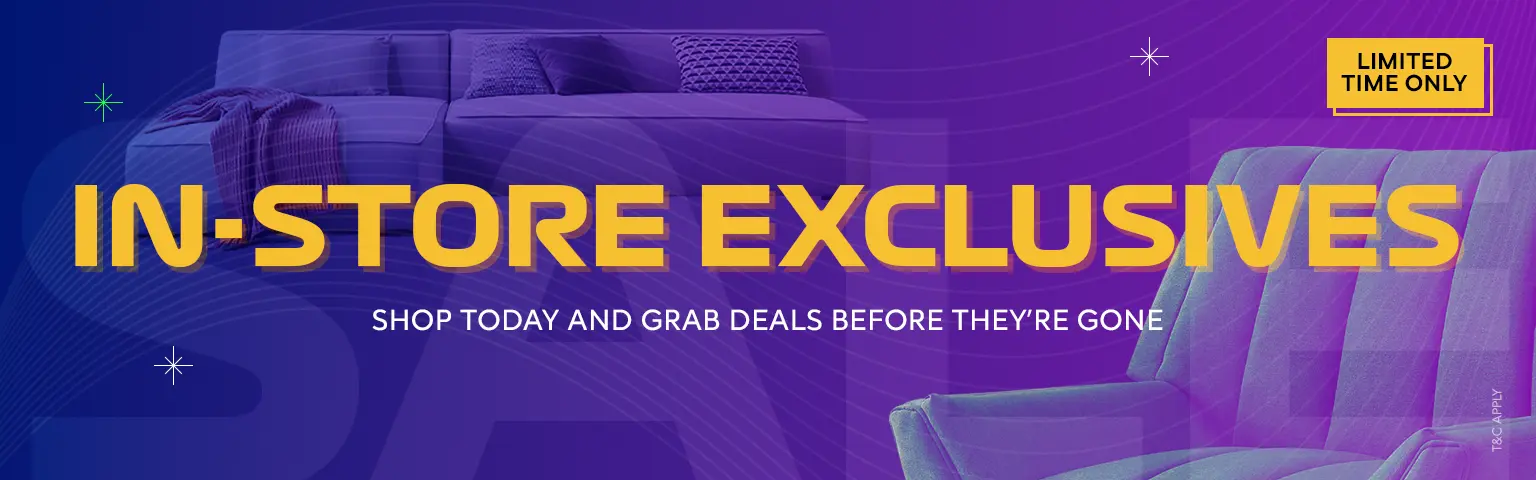 SALE
LIMITED
TIME ONLY
IN-STORE EXCLUSIVES
SHOP TODAY AND GRAB DEALS BEFORE THEY’RE GONE
T&C APPLY